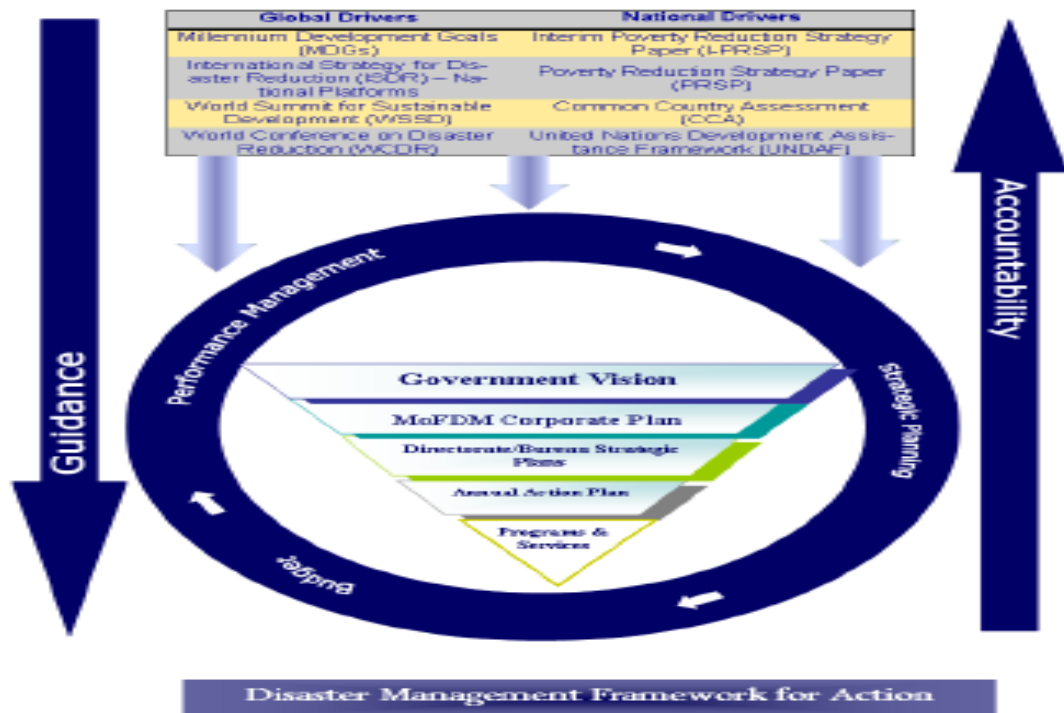 Global Drivers
National Drivers
Millennium Development Goals
(MDGs)
Interim Poverty Reduction Strategy
Paper (I-PRSP)
International Strategy for Dis-
aster Reduction (ISDR) – Na-
tional Platforms
Poverty Reduction Strategy Paper
(PRSP)
World Summit for Sustainable
Development (WSSD)
Common Country Assessment
(CCA)
World Conference on Disaster
Reduction (WCDR)
United Nations Development Assis-
tance Framework (UNDAF)
Guidance
Accountability
Performance Management
strategic Planning
Budget
Government Vision
MoFDM Corporate Plan
Directorate/Bureau Strategic
Plans
Annual Action Plan
Programs &
Services
Disaster Management Framework for Action